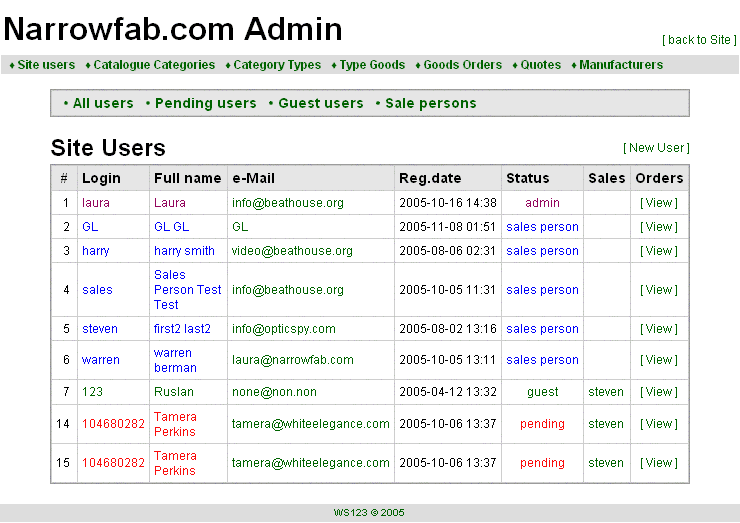 Narrowfab.com Admin
[ back to Site ]
♦ Site users ♦ Catalogue Categories ♦ Category Types ♦ Type Goods ♦ Goods Orders ♦ Quotes ♦ Manufacturers
• All users • Pending users • Guest users • Sale persons
Site Users
[ New User ]
# Login Full name e-Mail Reg.date Status Sales Orders
1 laura Laura info@beathouse.org 2005-10-16 14:38 admin [ View ]
2 GL GL GL GL 2005-11-08 01:51 sales person [ View ]
3 harry harry smith video@beathouse.org 2005-08-06 02:31 sales person [ View ]
4 sales Sales
Person Test
Test info@beathouse.org 2005-10-05 11:31 sales person [ View ]
5 steven first2 last2 info@opticspy.com 2005-08-02 13:16 sales person [ View ]
6 warren warren
berman laura@narrowfab.com 2005-10-05 13:11 sales person [ View ]
7 123 Ruslan none@non.non 2005-04-12 13:32 guest steven [ View ]
14 104680282 Tamera
Perkins tamera@whiteelegance.com 2005-10-06 13:37 pending steven [ View ]
15 104680282 Tamera
Perkins tamera@whiteelegance.com 2005-10-06 13:37 pending steven [ View ]
WS123 © 2005